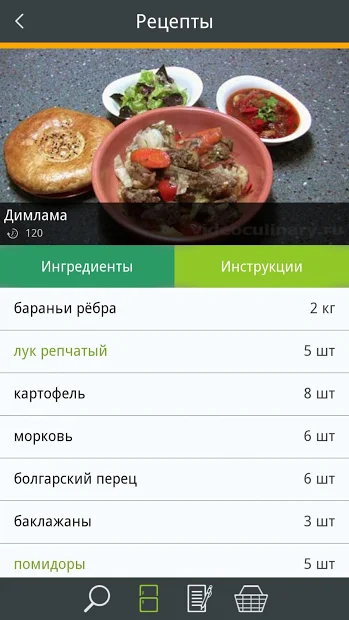 Рецепты
videoculinary.ru
Димлама
120
Ингредиенты
Инструкции
бараньи рёбра 2 кг
лук репчатый 5 шт
картофель 8 шт
морковь 6 шт
болгарский перец 6 шт
баклажаны 3 шт
помидоры 5 шт